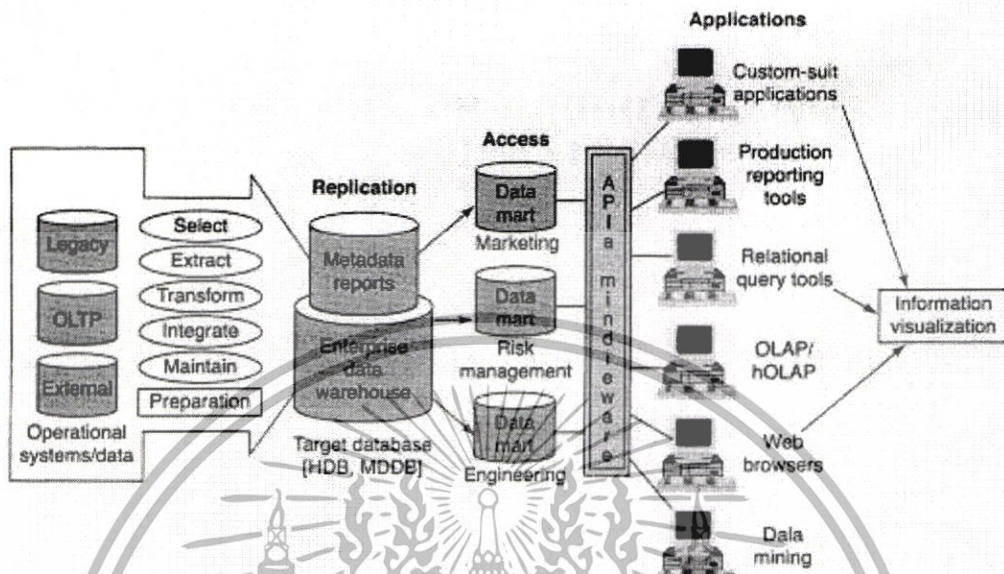 Applications
Custom-suit
applications
Production
reporting
tools
Relational
query tools
OLAP/
hOLAP
Web
browsers
Dala
mining
Information
visualization
Access
Data
mart
Marketing
Data
mart
Risk
management
Data
mart
Engineering
APIa mindieware
Replication
Metadata
reports
Enterprise
data
warehouse
Target database
[HDB, MDDB]
Legacy
OLTP
External
Operational
systems/data
Select
Extract
Transform
Integrate
Maintain
Preparation